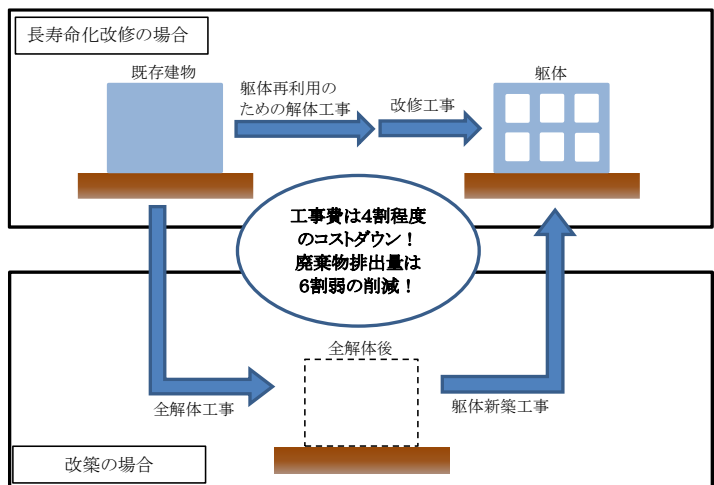 長寿命化改修の場合
既存建物
躯体再利用の
ための解体工事
改修工事
躯体
工事費は4割程度
のコストダウン！
廃棄物排出量は
6割弱の削減！
全解体後
全解体工事
躯体新築工事
改築の場合